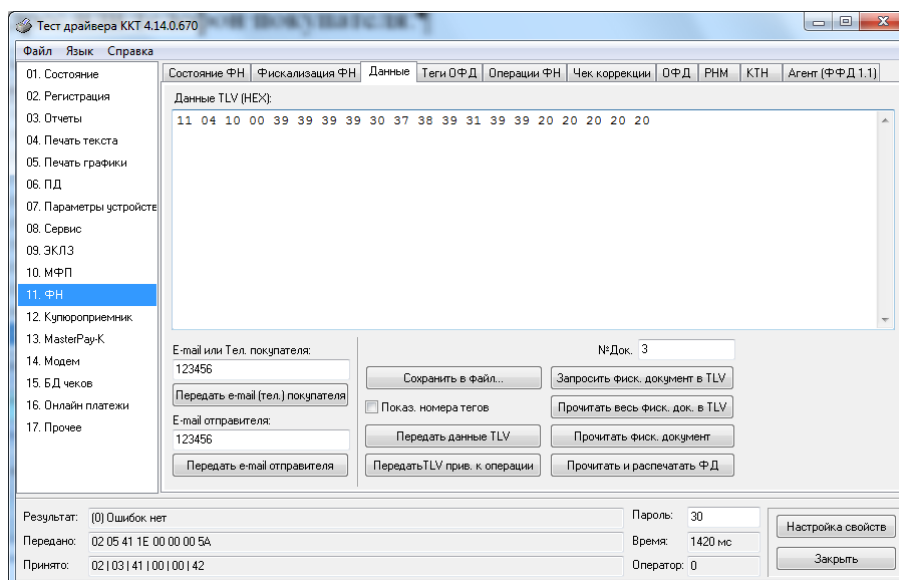 рон покупателя.¶
Тест драйвера ККТ 4.14.0.670
Файл Язык Справка
01. Состояние
02. Регистрация
03. Отчеты
04. Печать текста
05. Печать графики
06. ПД
07. Параметры устройств
08. Сервис
09. ЭКЛЗ
10. МФП
11. ФН
12. Купюроприемник
13. MasterPay-K
14. Модем
15. БД чеков
16. Онлайн платежи
17. Прочее
Состояние ФН Фискализация ФН Данные Теги ОФД Операции ФН Чек коррекции ОФД РНМ КТН Агент (ФФД 1.1)
Данные TLV (HEX):
11 04 10 00 39 39 39 39 30 37 38 39 31 39 39 20 20 20 20 20
E-mail или Тел. покупателя:
123456
Передать e-mail (тел.) покупателя
E-mail отправителя:
123456
Передать e-mail отправителя
№Док. 3
Сохранить в файл... Запросить фиск. документ в TLV
Показ. номера тегов Прочитать весь фиск. док. в TLV
Передать данные TLV Прочитать фиск. документ
ПередатьTLV прив. к операции Прочитать и распечатать ФД
Результат: (0) Ошибок нет
Передано: 02 05 41 1E 00 00 00 5A
Принято: 02 | 03 | 41 | 00 | 00 | 42
Пароль: 30
Время: 1420 мс
Оператор: 0
Настройка свойств
Закрыть